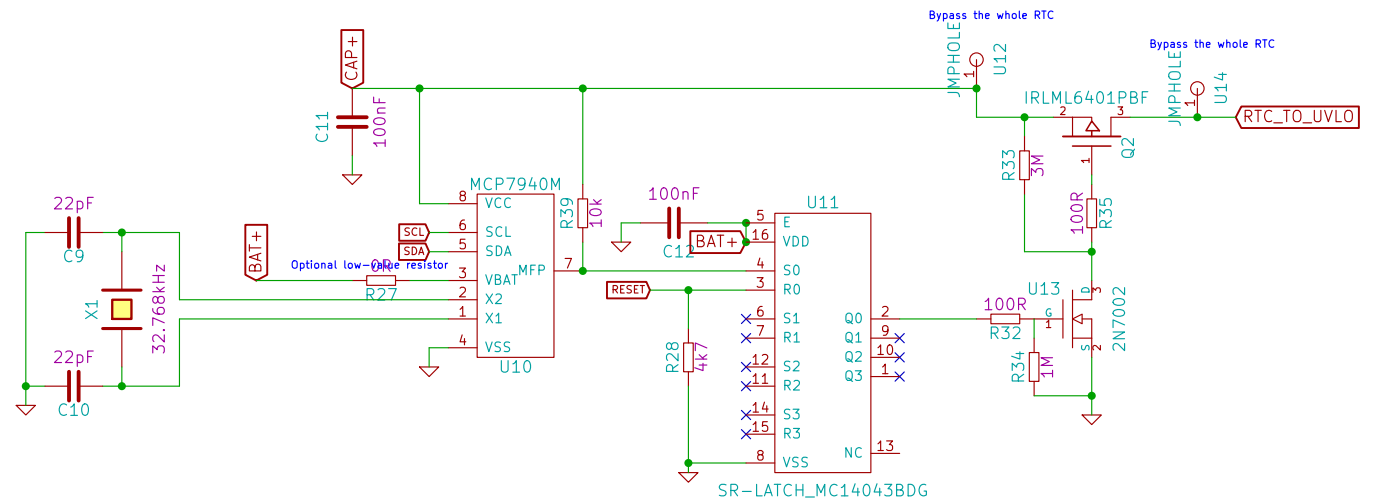 Bypass the whole RTC
Bypass the whole RTC
CAP+
JMPHOLE
1
U12
JMPHOLE
1
U14
C11
100nF
IRLML6401PBF
2
3
1
Q2
RTC_TO_UVLO
R33
3M
100R
R35
MCP7940M
8
VCC
6
SCL
5
SDA
3
VBAT
2
X2
1
X1
4
VSS
MFP
7
U10
SCL
SDA
R39
10k
22pF
C9
BAT+
Optional low-value resistor
0R
R27
X1
32.768kHz
22pF
C10
100nF
C12
BAT+
RESET
R28
4k7
U11
5
E
16
VDD
4
S0
3
R0
6
S1
7
R1
12
S2
11
R2
14
S3
15
R3
8
VSS
Q0
2
Q1
9
Q2
10
Q3
1
NC
13
SR-LATCH_MC14043BDG
100R
R32
R34
1M
U13
D
3
G
1
S
2
2N7002